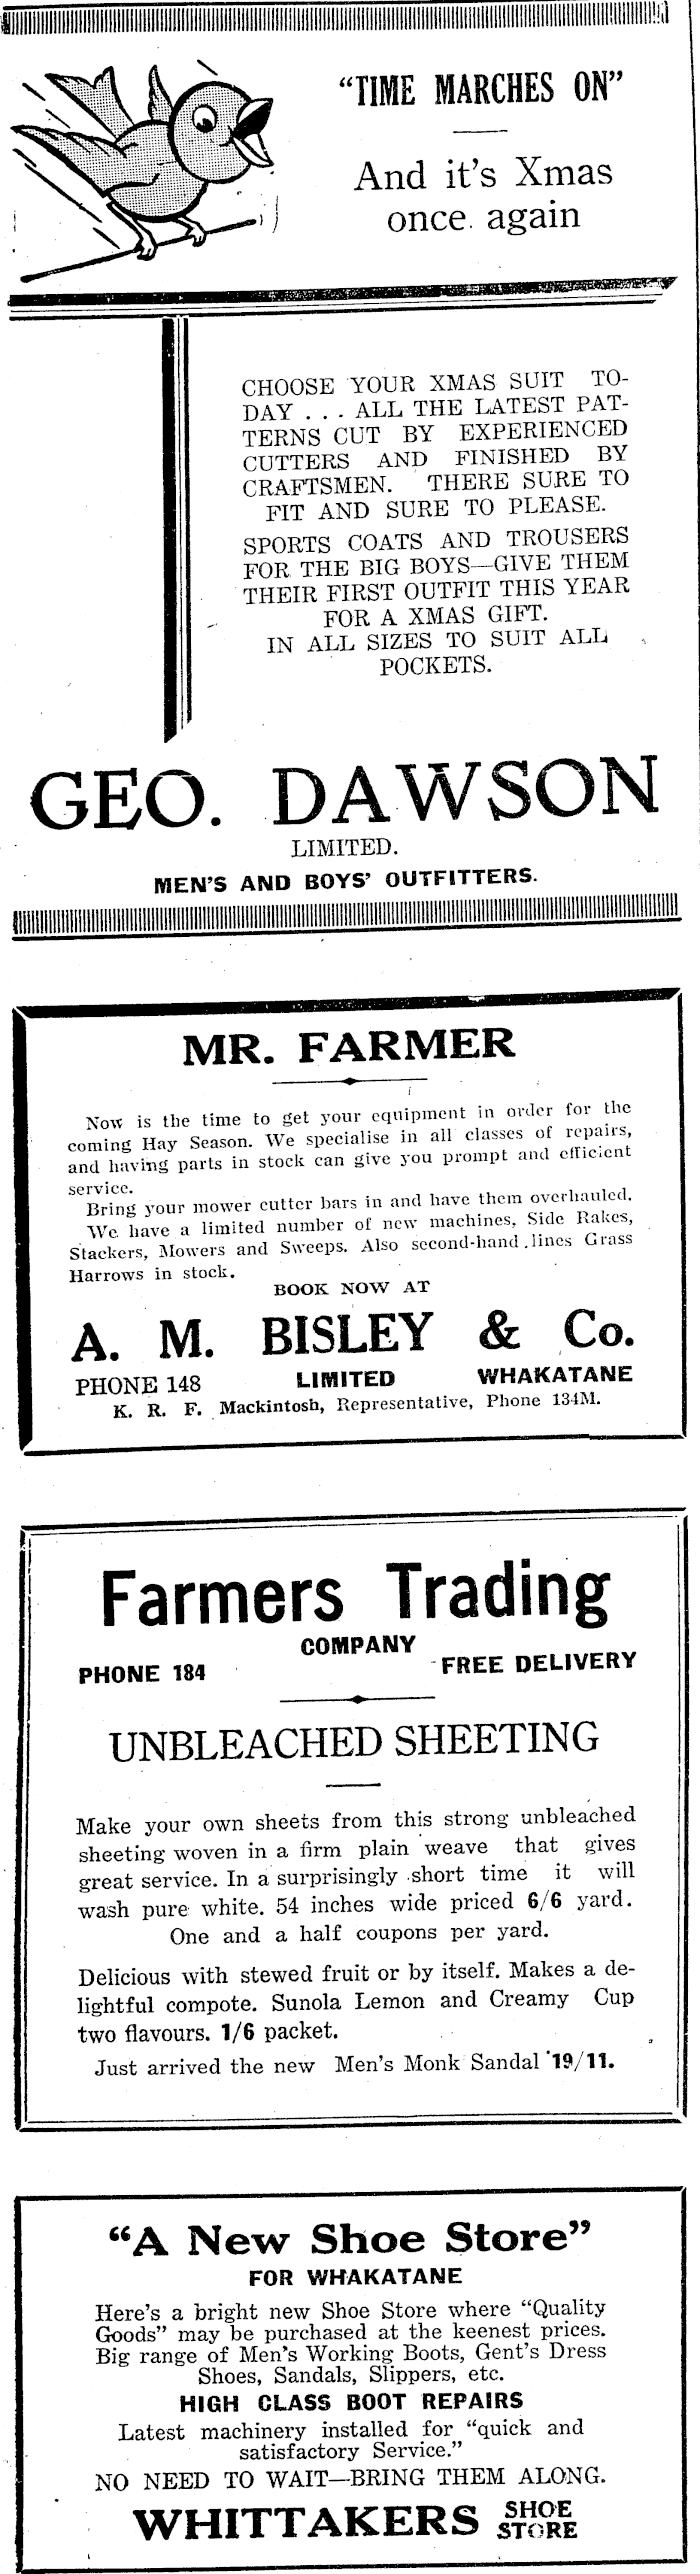 "TIME MARCHES ON"
And it's Xmas
once again
CHOOSE YOUR XMAS SUIT TO-
DAY . . . ALL THE LATEST PAT-
TERNS CUT BY EXPERIENCED
CUTTERS AND FINISHED BY
CRAFTSMEN. THERE SURE TO
FIT AND SURE TO PLEASE.
SPORTS COATS AND TROUSERS
FOR THE BIG BOYS—GIVE THEM
THEIR FIRST OUTFIT THIS YEAR
FOR A XMAS GIFT.
IN ALL SIZES TO SUIT ALL
POCKETS.
GEO. DAWSON
LIMITED.
MEN'S AND BOYS' OUTFITTERS.
MR. FARMER
Now is the time to get your equipment in order for the
coming Hay Season. We specialise in all classes of repairs,
and having parts in stock can give you prompt and efficient
service.
Bring your mower cutter bars in and have them overhauled.
We have a limited number of new machines, Side Rakes,
Stackers, Mowers and Sweeps. Also second-hand lines Grass
Harrows in stock.
BOOK NOW AT
A. M. BISLEY & Co.
PHONE 148 LIMITED WHAKATANE
K. R. F. Mackintosh, Representative, Phone 134M.
Farmers Trading
COMPANY
PHONE 184 FREE DELIVERY
UNBLEACHED SHEETING
Make your own sheets from this strong unbleached
sheeting woven in a firm plain weave that gives
great service. In a surprisingly short time it will
wash pure white. 54 inches wide priced 6/6 yard.
One and a half coupons per yard.
Delicious with stewed fruit or by itself. Makes a de-
lightful compote. Sunola Lemon and Creamy Cup
two flavours. 1/6 packet.
Just arrived the new Men's Monk Sandal 19/11.
"A New Shoe Store"
FOR WHAKATANE
Here's a bright new Shoe Store where "Quality
Goods" may be purchased at the keenest prices.
Big range of Men's Working Boots, Gent's Dress
Shoes, Sandals, Slippers, etc.
HIGH CLASS BOOT REPAIRS
Latest machinery installed for "quick and
satisfactory Service."
NO NEED TO WAIT—BRING THEM ALONG.
WHITTAKERS SHOE
STORE